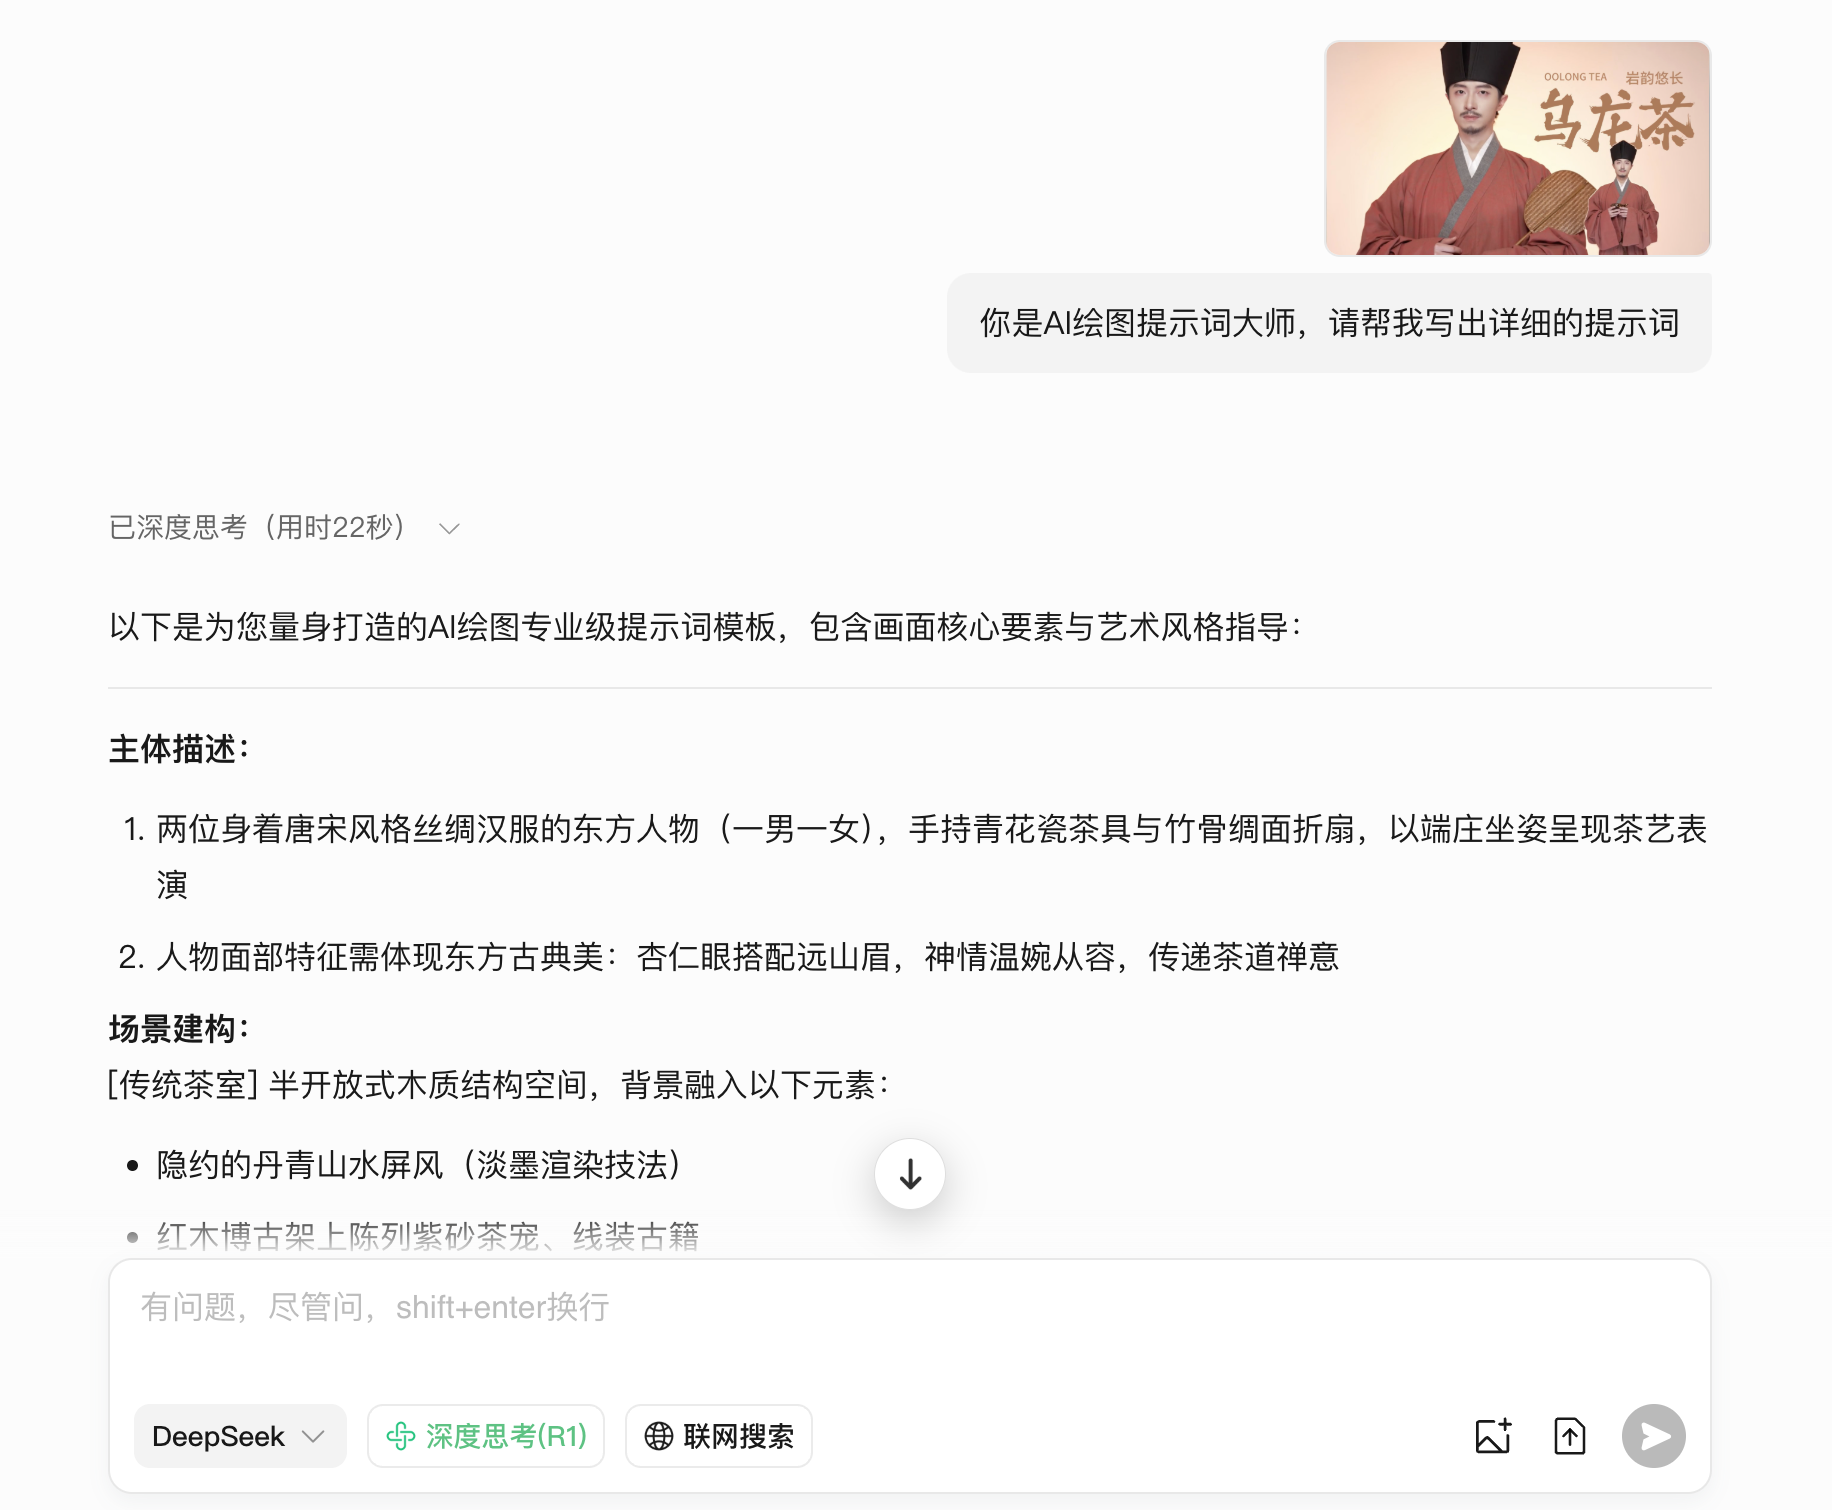 OOLONG TEA 岩韵悠长
乌龙茶
你是AI绘图提示词大师，请帮我写出详细的提示词
已深度思考（用时22秒）
以下是为您量身打造的AI绘图专业级提示词模板，包含画面核心要素与艺术风格指导：
主体描述：
1. 两位身着唐宋风格丝绸汉服的东方人物（一男一女），手持青花瓷茶具与竹骨绸面折扇，以端庄坐姿呈现茶艺表
演
2. 人物面部特征需体现东方古典美：杏仁眼搭配远山眉，神情温婉从容，传递茶道禅意
场景建构：
[传统茶室] 半开放式木质结构空间，背景融入以下元素：
• 隐约的丹青山水屏风（淡墨渲染技法）
• 红木博古架上陈列紫砂茶宠、线装古籍
有问题，尽管问，shift+enter换行
DeepSeek 深度思考(R1) 联网搜索